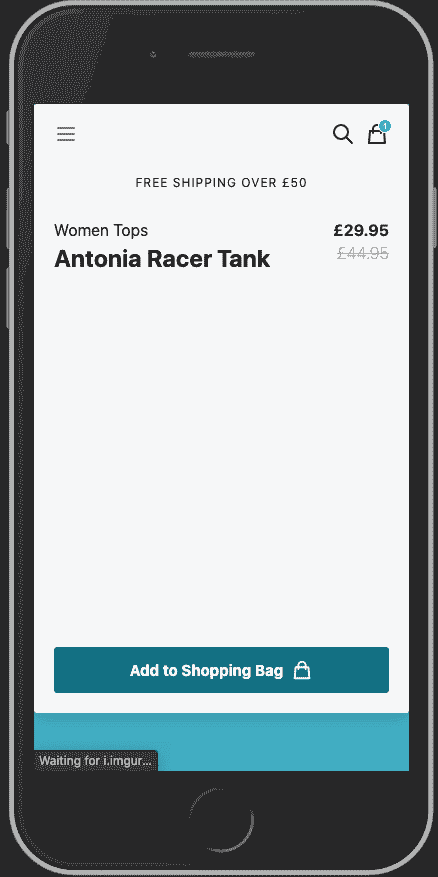 1
FREE SHIPPING OVER £50
Women Tops
£29.95
Antonia Racer Tank
£44.95
Add to Shopping Bag
Waiting for i.imgur...